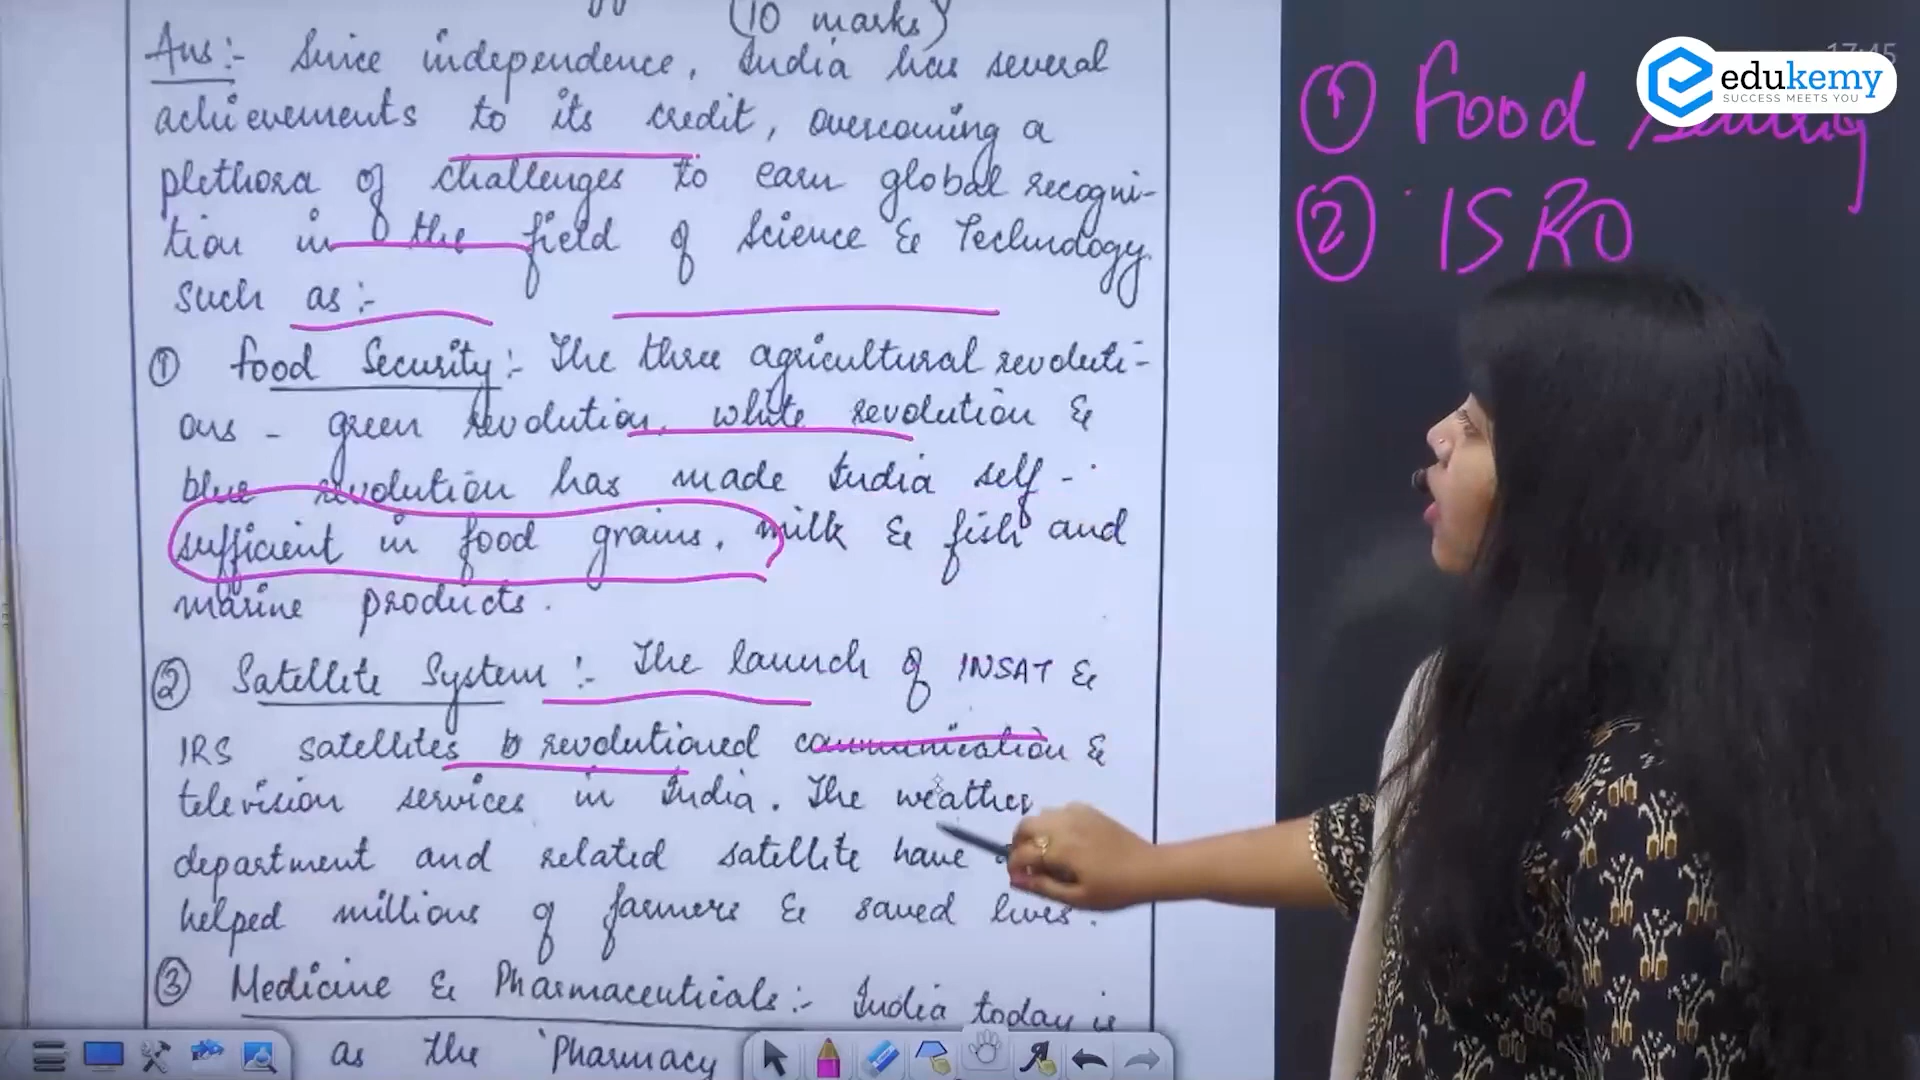 (10 marks)
Ans:- Since independence, India has several
achievements to its credit, overcoming a
plethora of challenges to earn global recogni-
tion in the field of Science & Technology
such as :-
① Food Security:- The three agricultural revoluti-
ons - green revolution, white revolution &
blue revolution has made India self -
sufficient in food grains, milk & fish and
marine products.
② Satellite System :- The launch of INSAT &
IRS satellites revolutioned communication &
television services in India. The weather
department and related satellite have
helped millions of farmers & saved lives.
③ Medicine & Pharmaceuticals:- India today is
as the 'Pharmacy
① Food Security
② ISRO
17:45
edukemy
SUCCESS MEETS YOU